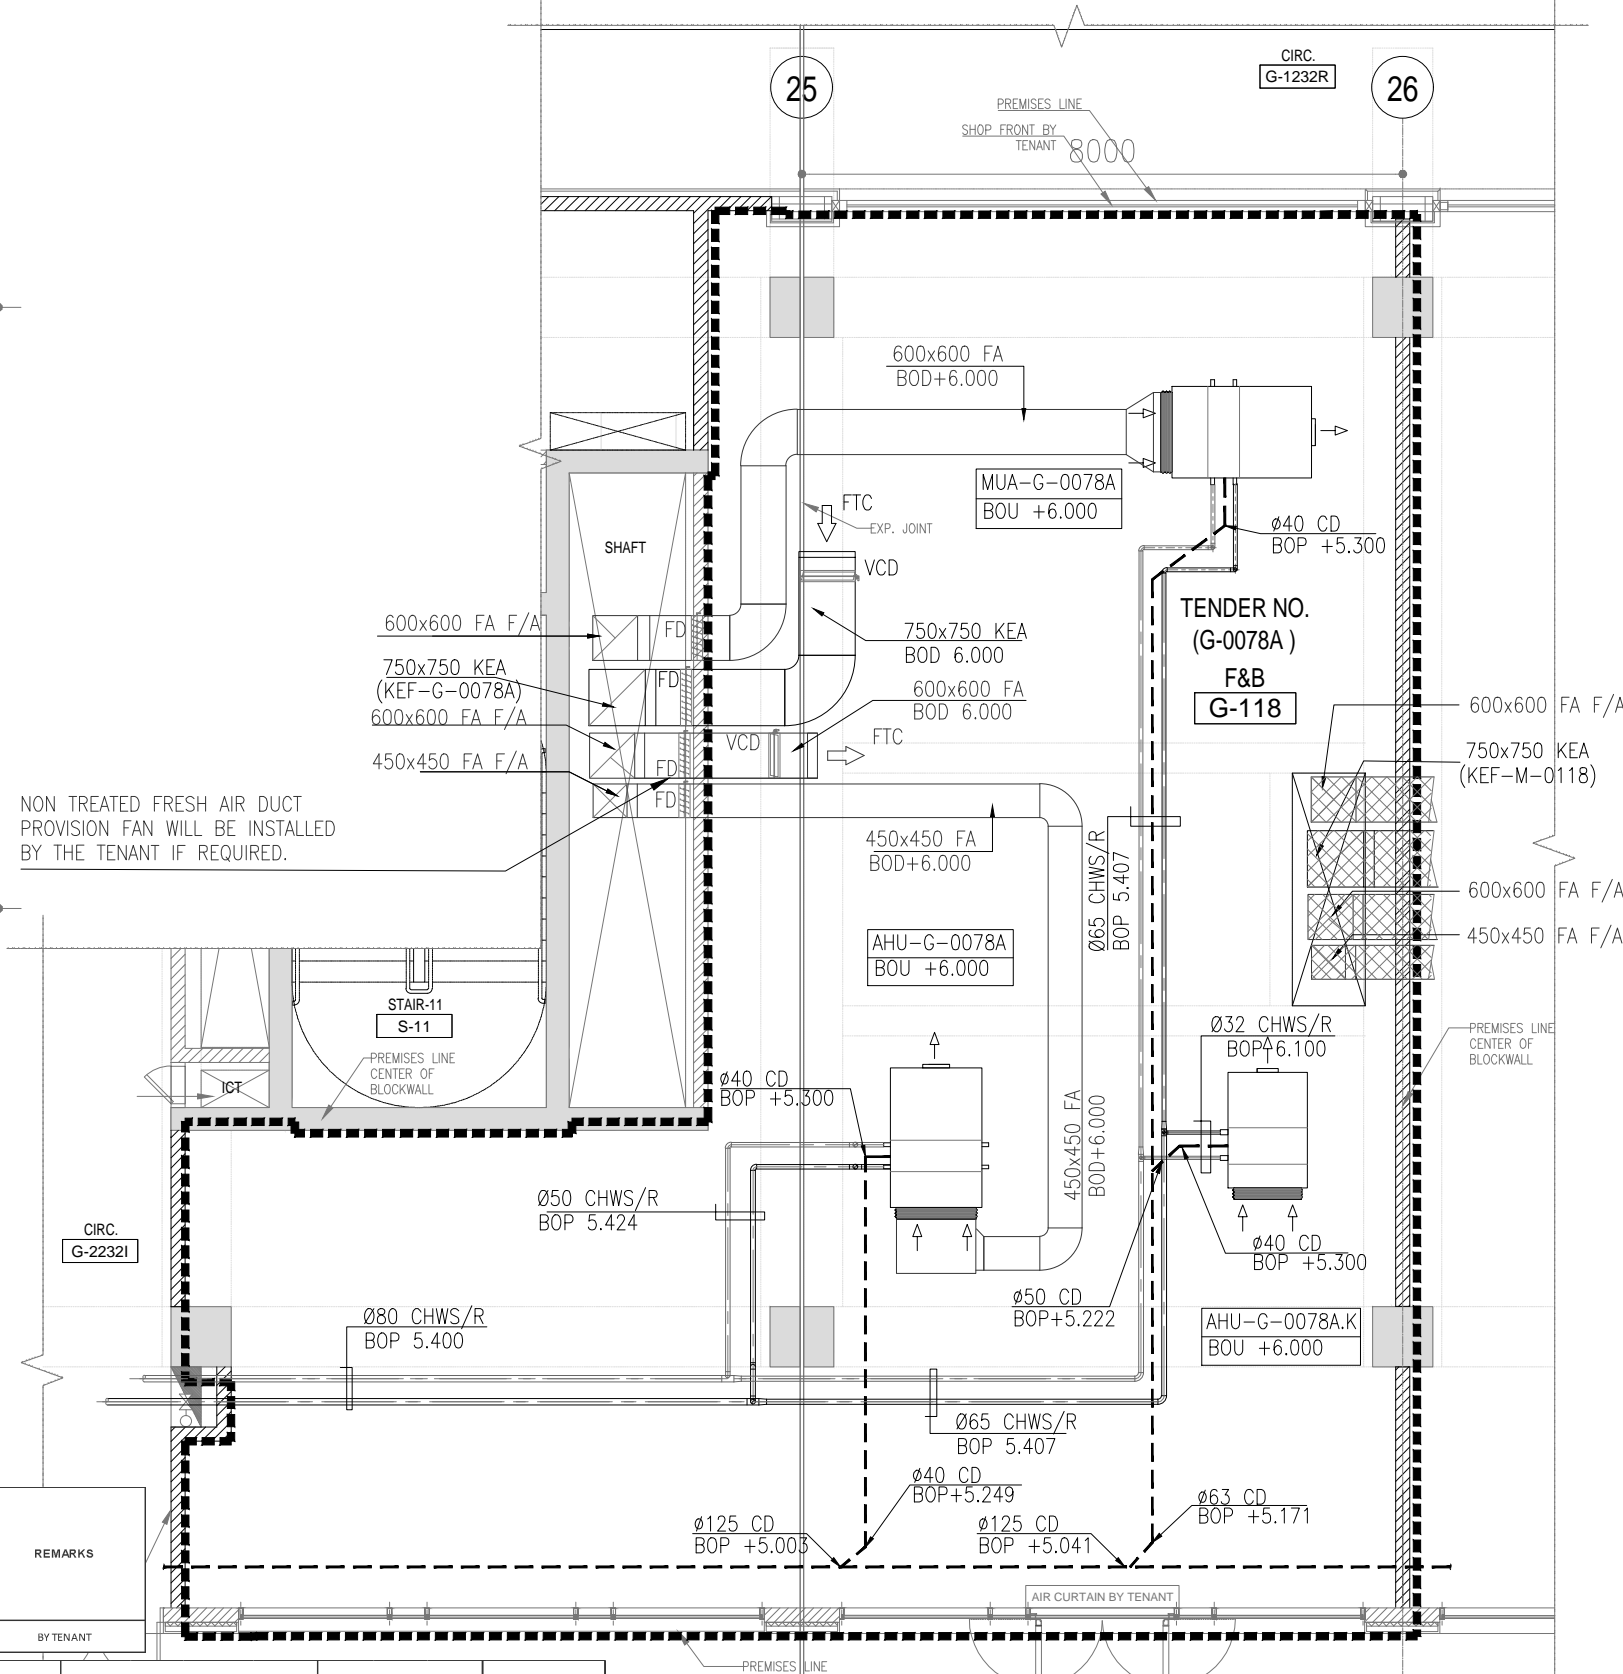 CIRC.
G-1232R
25
26
PREMISES LINE
SHOP FRONT BY
TENANT
8000
600x600 FA
BOD+6.000
MUA-G-0078A
BOU +6.000
FTC
EXP. JOINT
VCD
ø40 CD
BOP +5.300
SHAFT
TENDER NO.
(G-0078A )
F&B
G-118
600x600 FA F/A
FD
750x750 KEA
BOD 6.000
750x750 KEA
(KEF-G-0078A)
FD
600x600 FA
BOD 6.000
600x600 FA F/A
VCD
FTC
450x450 FA F/A
FD
FD
600x600 FA F/A
750x750 KEA
(KEF-M-0118)
600x600 FA F/A
450x450 FA F/A
NON TREATED FRESH AIR DUCT
PROVISION FAN WILL BE INSTALLED
BY THE TENANT IF REQUIRED.
450x450 FA
BOD+6.000
Ø65 CHWS/R
BOP 5.407
AHU-G-0078A
BOU +6.000
STAIR-11
S-11
PREMISES LINE
CENTER OF
BLOCKWALL
ICT
Ø32 CHWS/R
BOP+6.100
PREMISES LINE
CENTER OF
BLOCKWALL
ø40 CD
BOP +5.300
450x450 FA
BOD+6.000
Ø50 CHWS/R
BOP 5.424
CIRC.
G-2232I
ø40 CD
BOP +5.300
ø50 CD
BOP+5.222
AHU-G-0078A.K
BOU +6.000
Ø80 CHWS/R
BOP 5.400
Ø65 CHWS/R
BOP 5.407
ø40 CD
BOP+5.249
ø63 CD
BOP +5.171
ø125 CD
BOP +5.003
ø125 CD
BOP +5.041
REMARKS
BY TENANT
AIR CURTAIN BY TENANT
PREMISES LINE